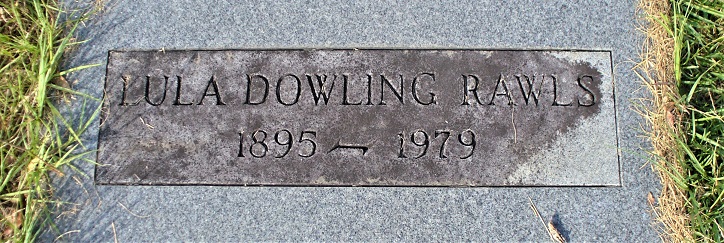 LULA DOWLING RAWLS
1895 — 1979